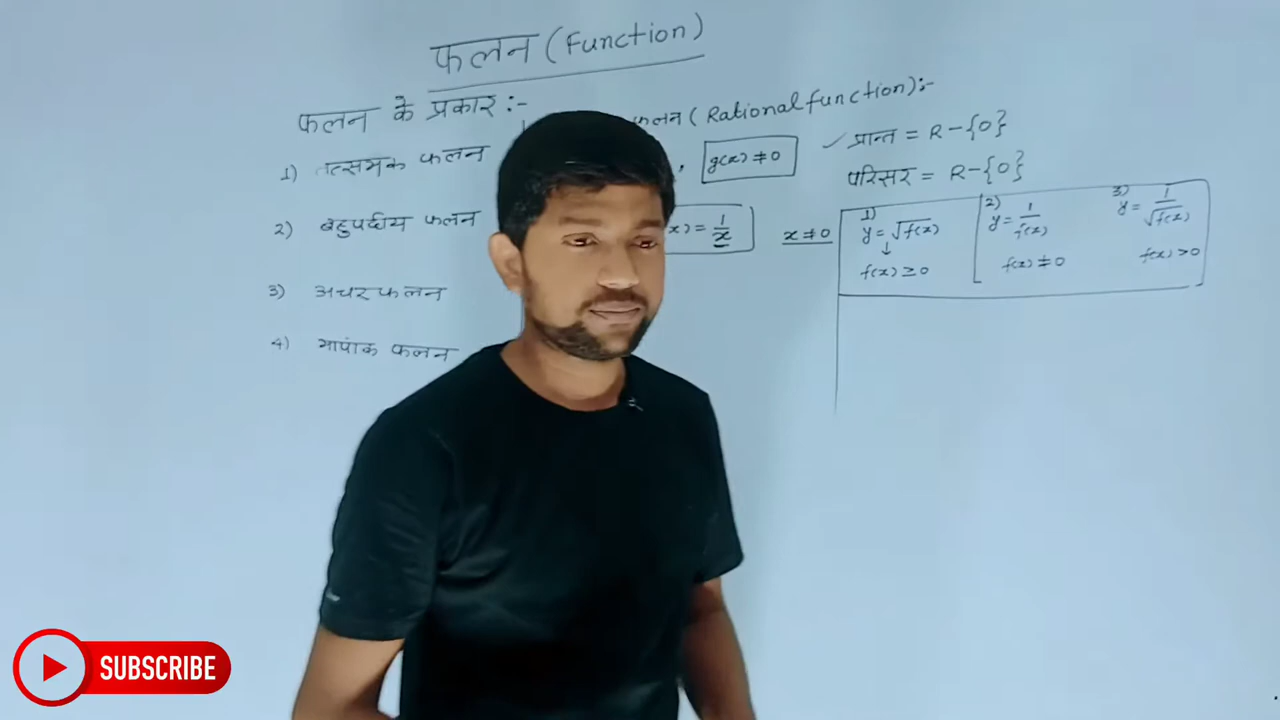 फलन (Function)
फलन के प्रकार :-
1) तत्समक फलन
2) बहुपदीय फलन
3) अचर फलन
4) मापांक फलन
फलन (Rational function):-
, g(x) ≠ 0
x) = 1/x
x ≠ 0
✓ प्रान्त = R-{0}
परिसर = R-{0}
1) y = √f(x)
↓
f(x) ≥ 0
2) y = 1/f(x)
f(x) ≠ 0
3) y = 1/√f(x)
f(x) > 0
SUBSCRIBE